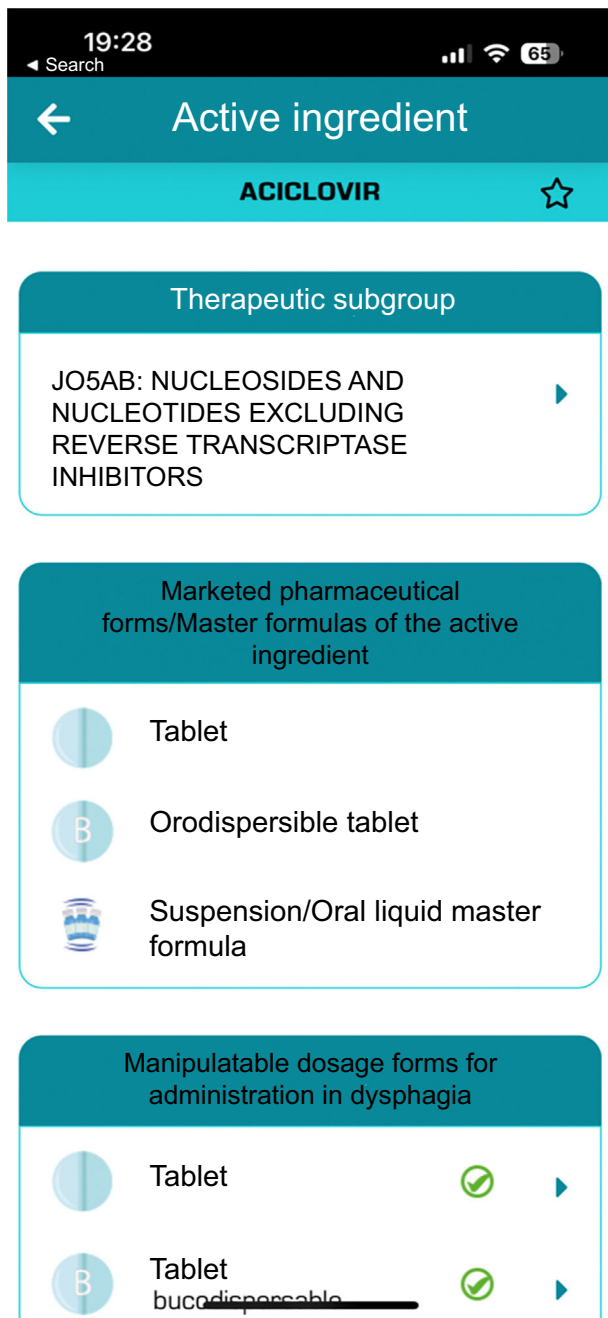 19:28
◄ Search
65
Active ingredient
ACICLOVIR
Therapeutic subgroup
JO5AB: NUCLEOSIDES AND
NUCLEOTIDES EXCLUDING
REVERSE TRANSCRIPTASE
INHIBITORS
Marketed pharmaceutical
forms/Master formulas of the active
ingredient
Tablet
B
Orodispersible tablet
Suspension/Oral liquid master
formula
Manipulatable dosage forms for
administration in dysphagia
Tablet
B
Tablet
bucodispersable